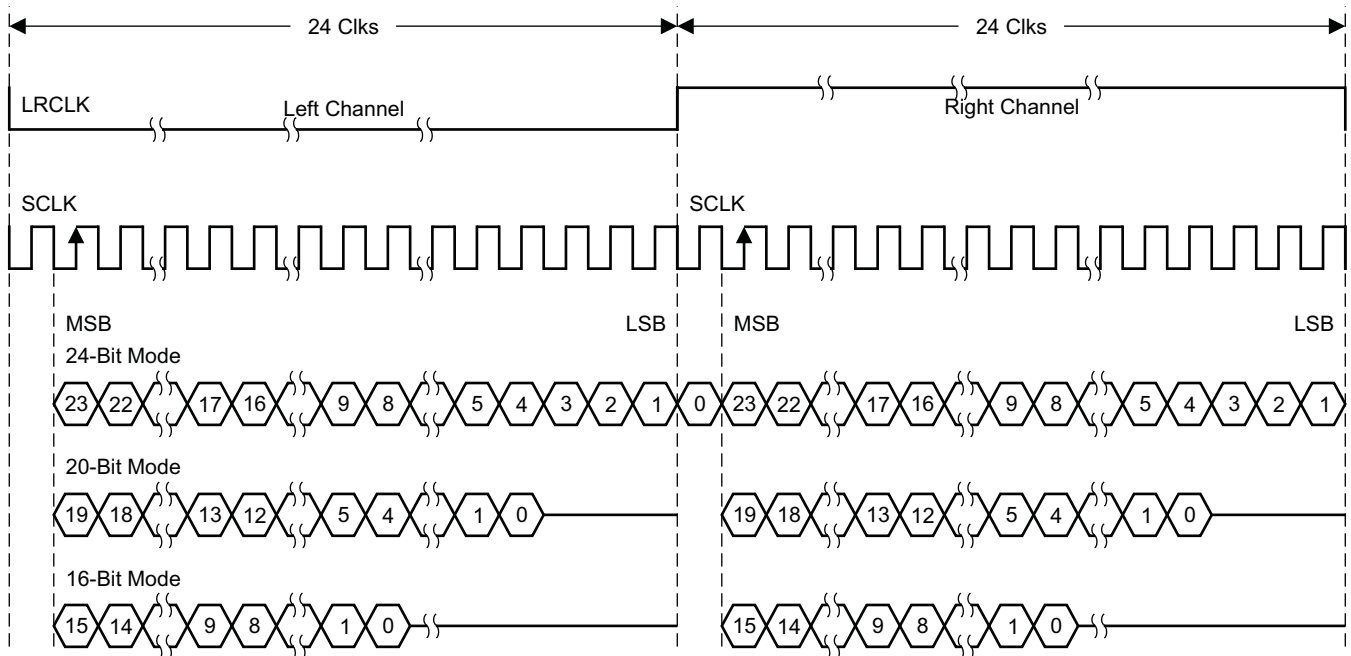 24 Clks 24 Clks
LRCLK Left Channel Right Channel
SCLK SCLK
MSB LSB MSB LSB
24-Bit Mode
23 22 17 16 9 8 5 4 3 2 1 0 23 22 17 16 9 8 5 4 3 2 1
20-Bit Mode
19 18 13 12 5 4 1 0 19 18 13 12 5 4 1 0
16-Bit Mode
15 14 9 8 1 0 15 14 9 8 1 0